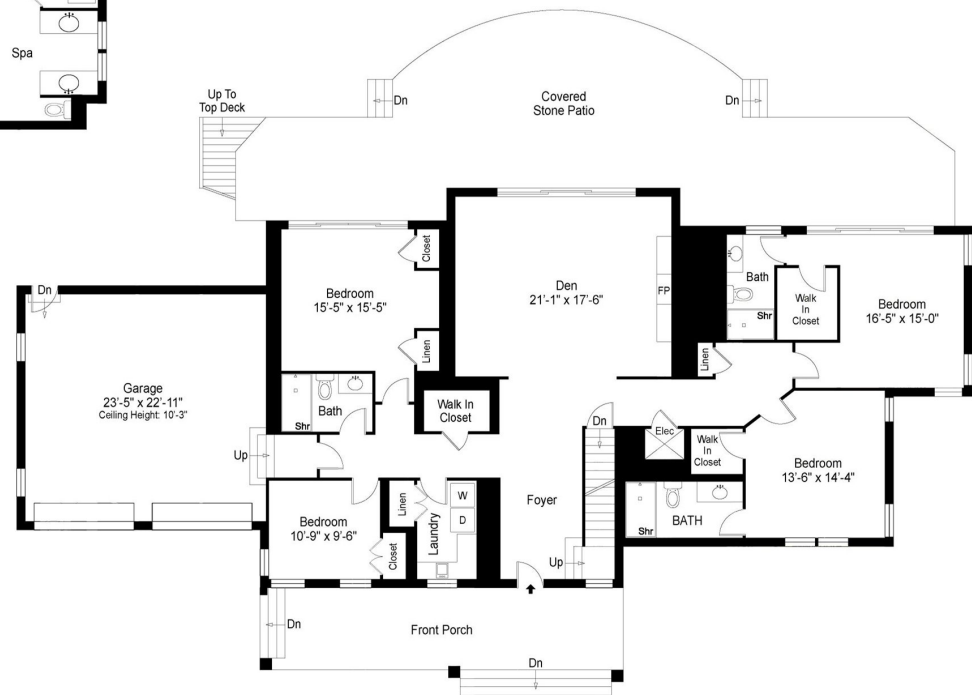 Spa
Up To
Top Deck
Dn
Covered
Stone Patio
Dn
Closet
Bedroom
15'-5" x 15'-5"
Linen
Den
21'-1" x 17'-6"
FP
Bath
Shr
Walk
In
Closet
Bedroom
16'-5" x 15'-0"
Dn
Garage
23'-5" x 22'-11"
Ceiling Height: 10'-3"
Bath
Shr
Walk In
Closet
Linen
Dn
Elec
Walk
In
Closet
Bedroom
13'-6" x 14'-4"
Up
Bedroom
10'-9" x 9'-6"
Closet
Linen
Laundry
W
D
Foyer
Up
Shr
BATH
Dn
Front Porch
Dn